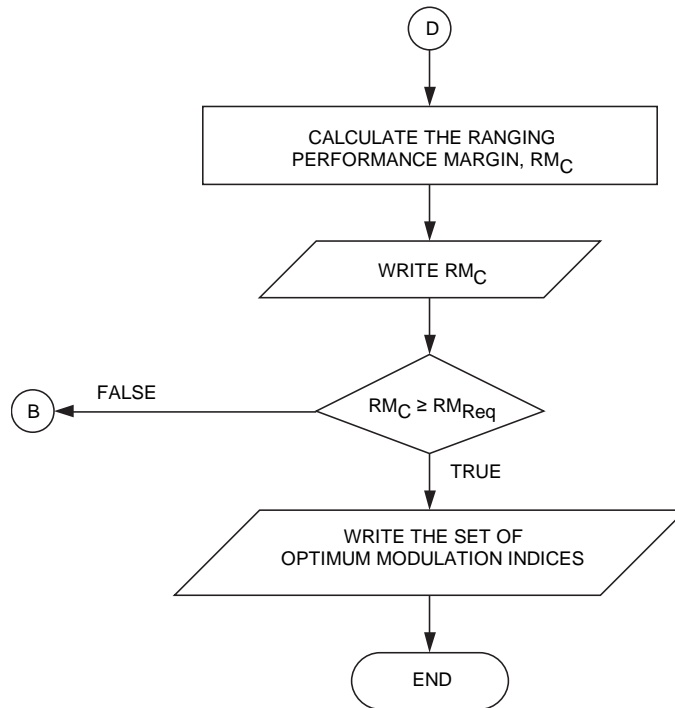 D
CALCULATE THE RANGING
PERFORMANCE MARGIN, RMC
WRITE RMC
FALSE
B
RMC ≥ RMReq
TRUE
WRITE THE SET OF
OPTIMUM MODULATION INDICES
END